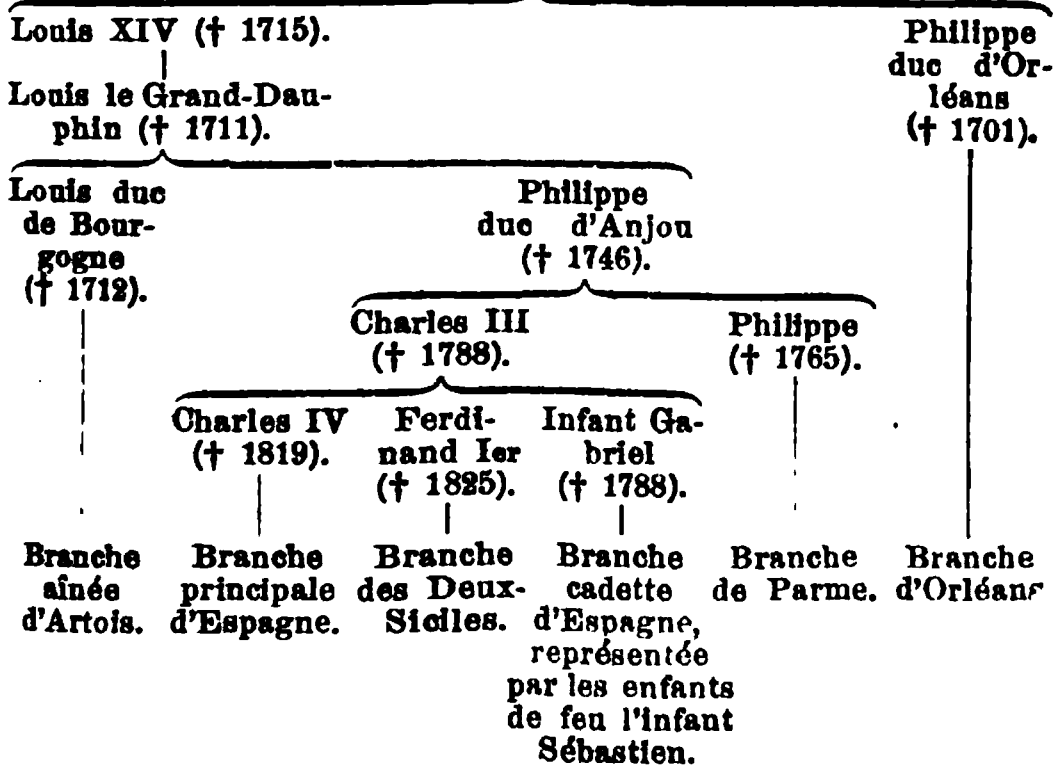 Louis XIV († 1715).
Philippe
duc d'Or-
léans
(† 1701).
Louis le Grand-Dau-
phin († 1711).
Louis duc
de Bour-
gogne
(† 1712).
Philippe
duc d'Anjou
(† 1746).
Charles III
(† 1788).
Philippe
(† 1765).
Charles IV
(† 1819).
Ferdi-
nand Ier
(† 1825).
Infant Ga-
briel
(† 1788).
Branche
aînée
d'Artois.
Branche
principale
d'Espagne.
Branche
des Deux-
Siciles.
Branche
cadette
d'Espagne,
représentée
par les enfants
de feu l'infant
Sébastien.
Branche
de Parme.
Branche
d'Orléans